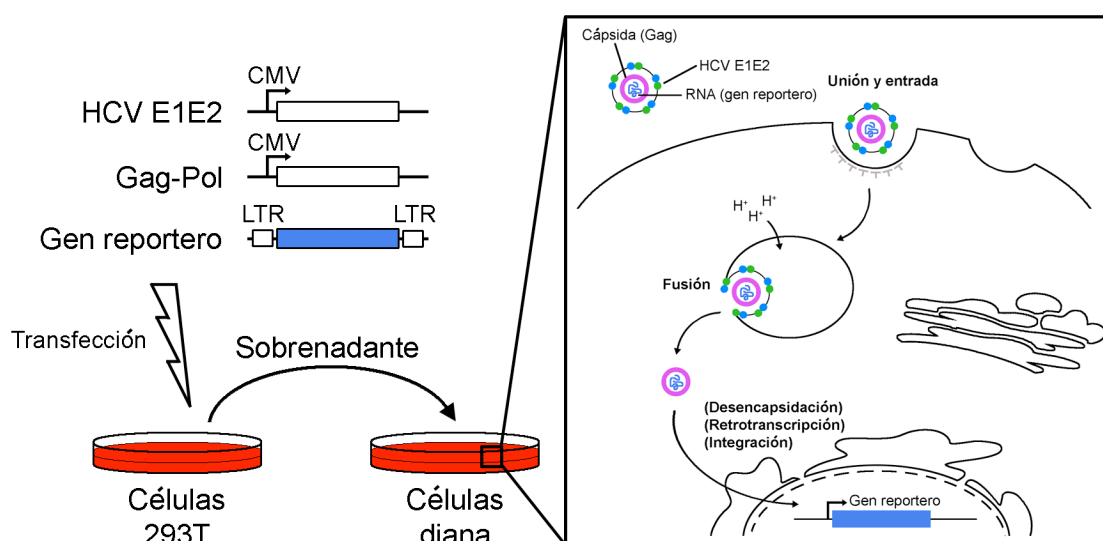 CMV
HCV E1E2
CMV
Gag-Pol
LTR LTR
Gen reportero
Transfección
Sobrenadante
Células
293T
Células
diana
Cápsida (Gag)
HCV E1E2
RNA (gen reportero)
Unión y entrada
H+ H+
H+
Fusión
(Desencapsidación)
(Retrotranscripción)
(Integración)
Gen reportero